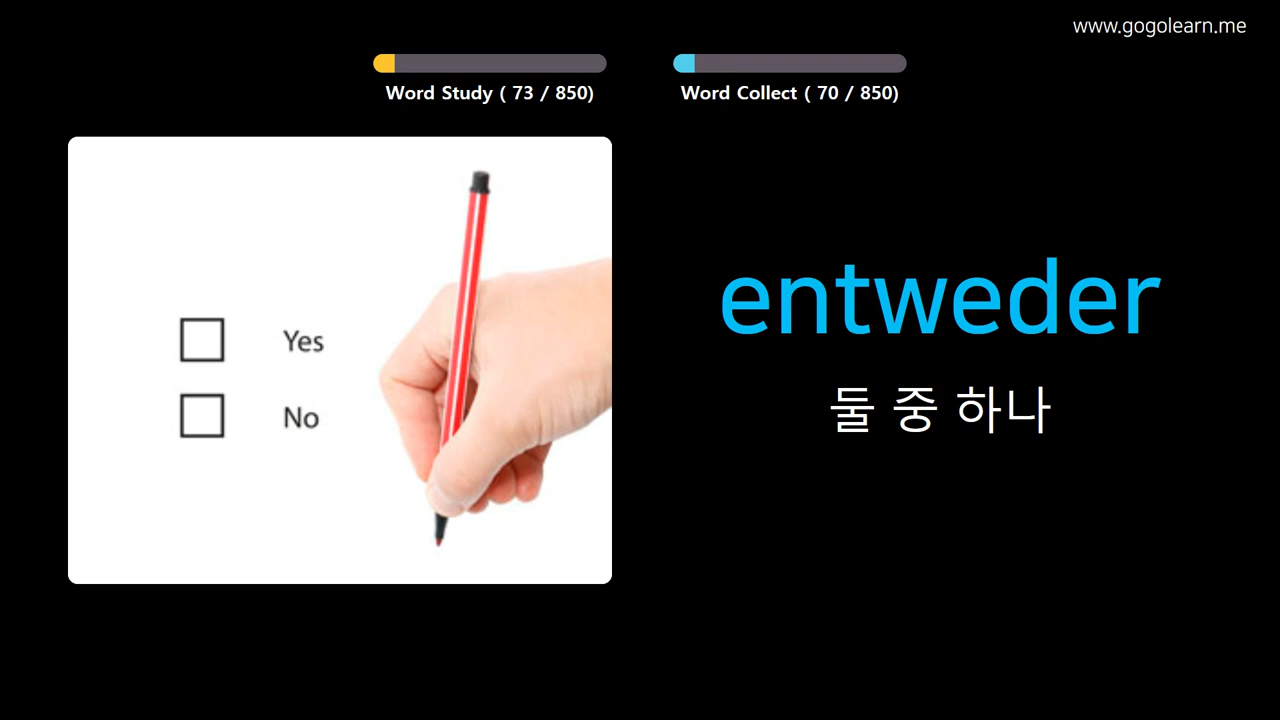 www.gogolearn.me
Word Study ( 73 / 850)
Word Collect ( 70 / 850)
Yes
No
entweder
둘 중 하나